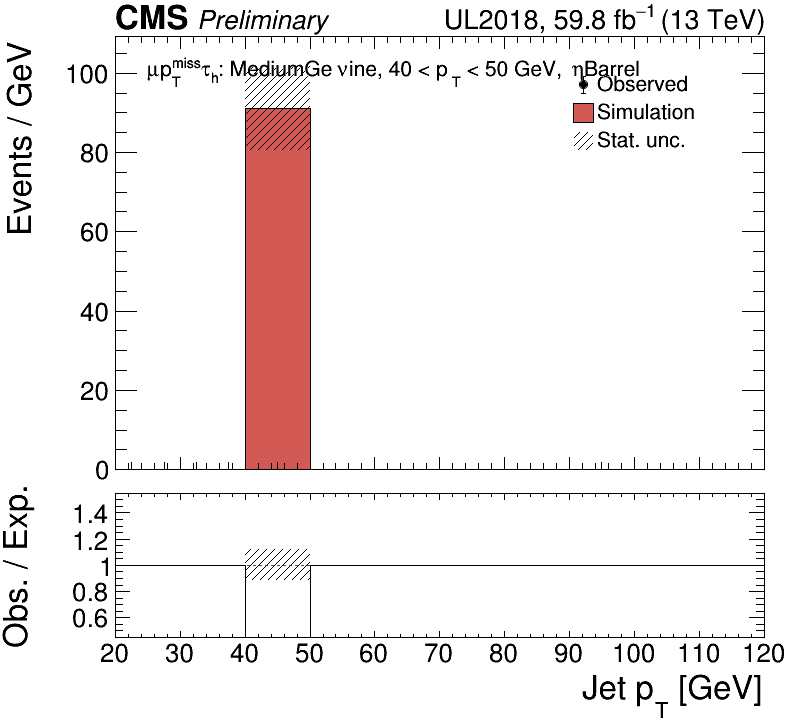 CMS Preliminary UL2018, 59.8 fb⁻¹ (13 TeV)
μp_T^miss τ_h: MediumGe νine, 40 < p_T < 50 GeV, ηBarrel
Observed
Simulation
Stat. unc.
Events / GeV
100
80
60
40
20
0
Obs. / Exp.
1.4
1.2
1
0.8
0.6
20 30 40 50 60 70 80 90 100 110 120
Jet p_T [GeV]